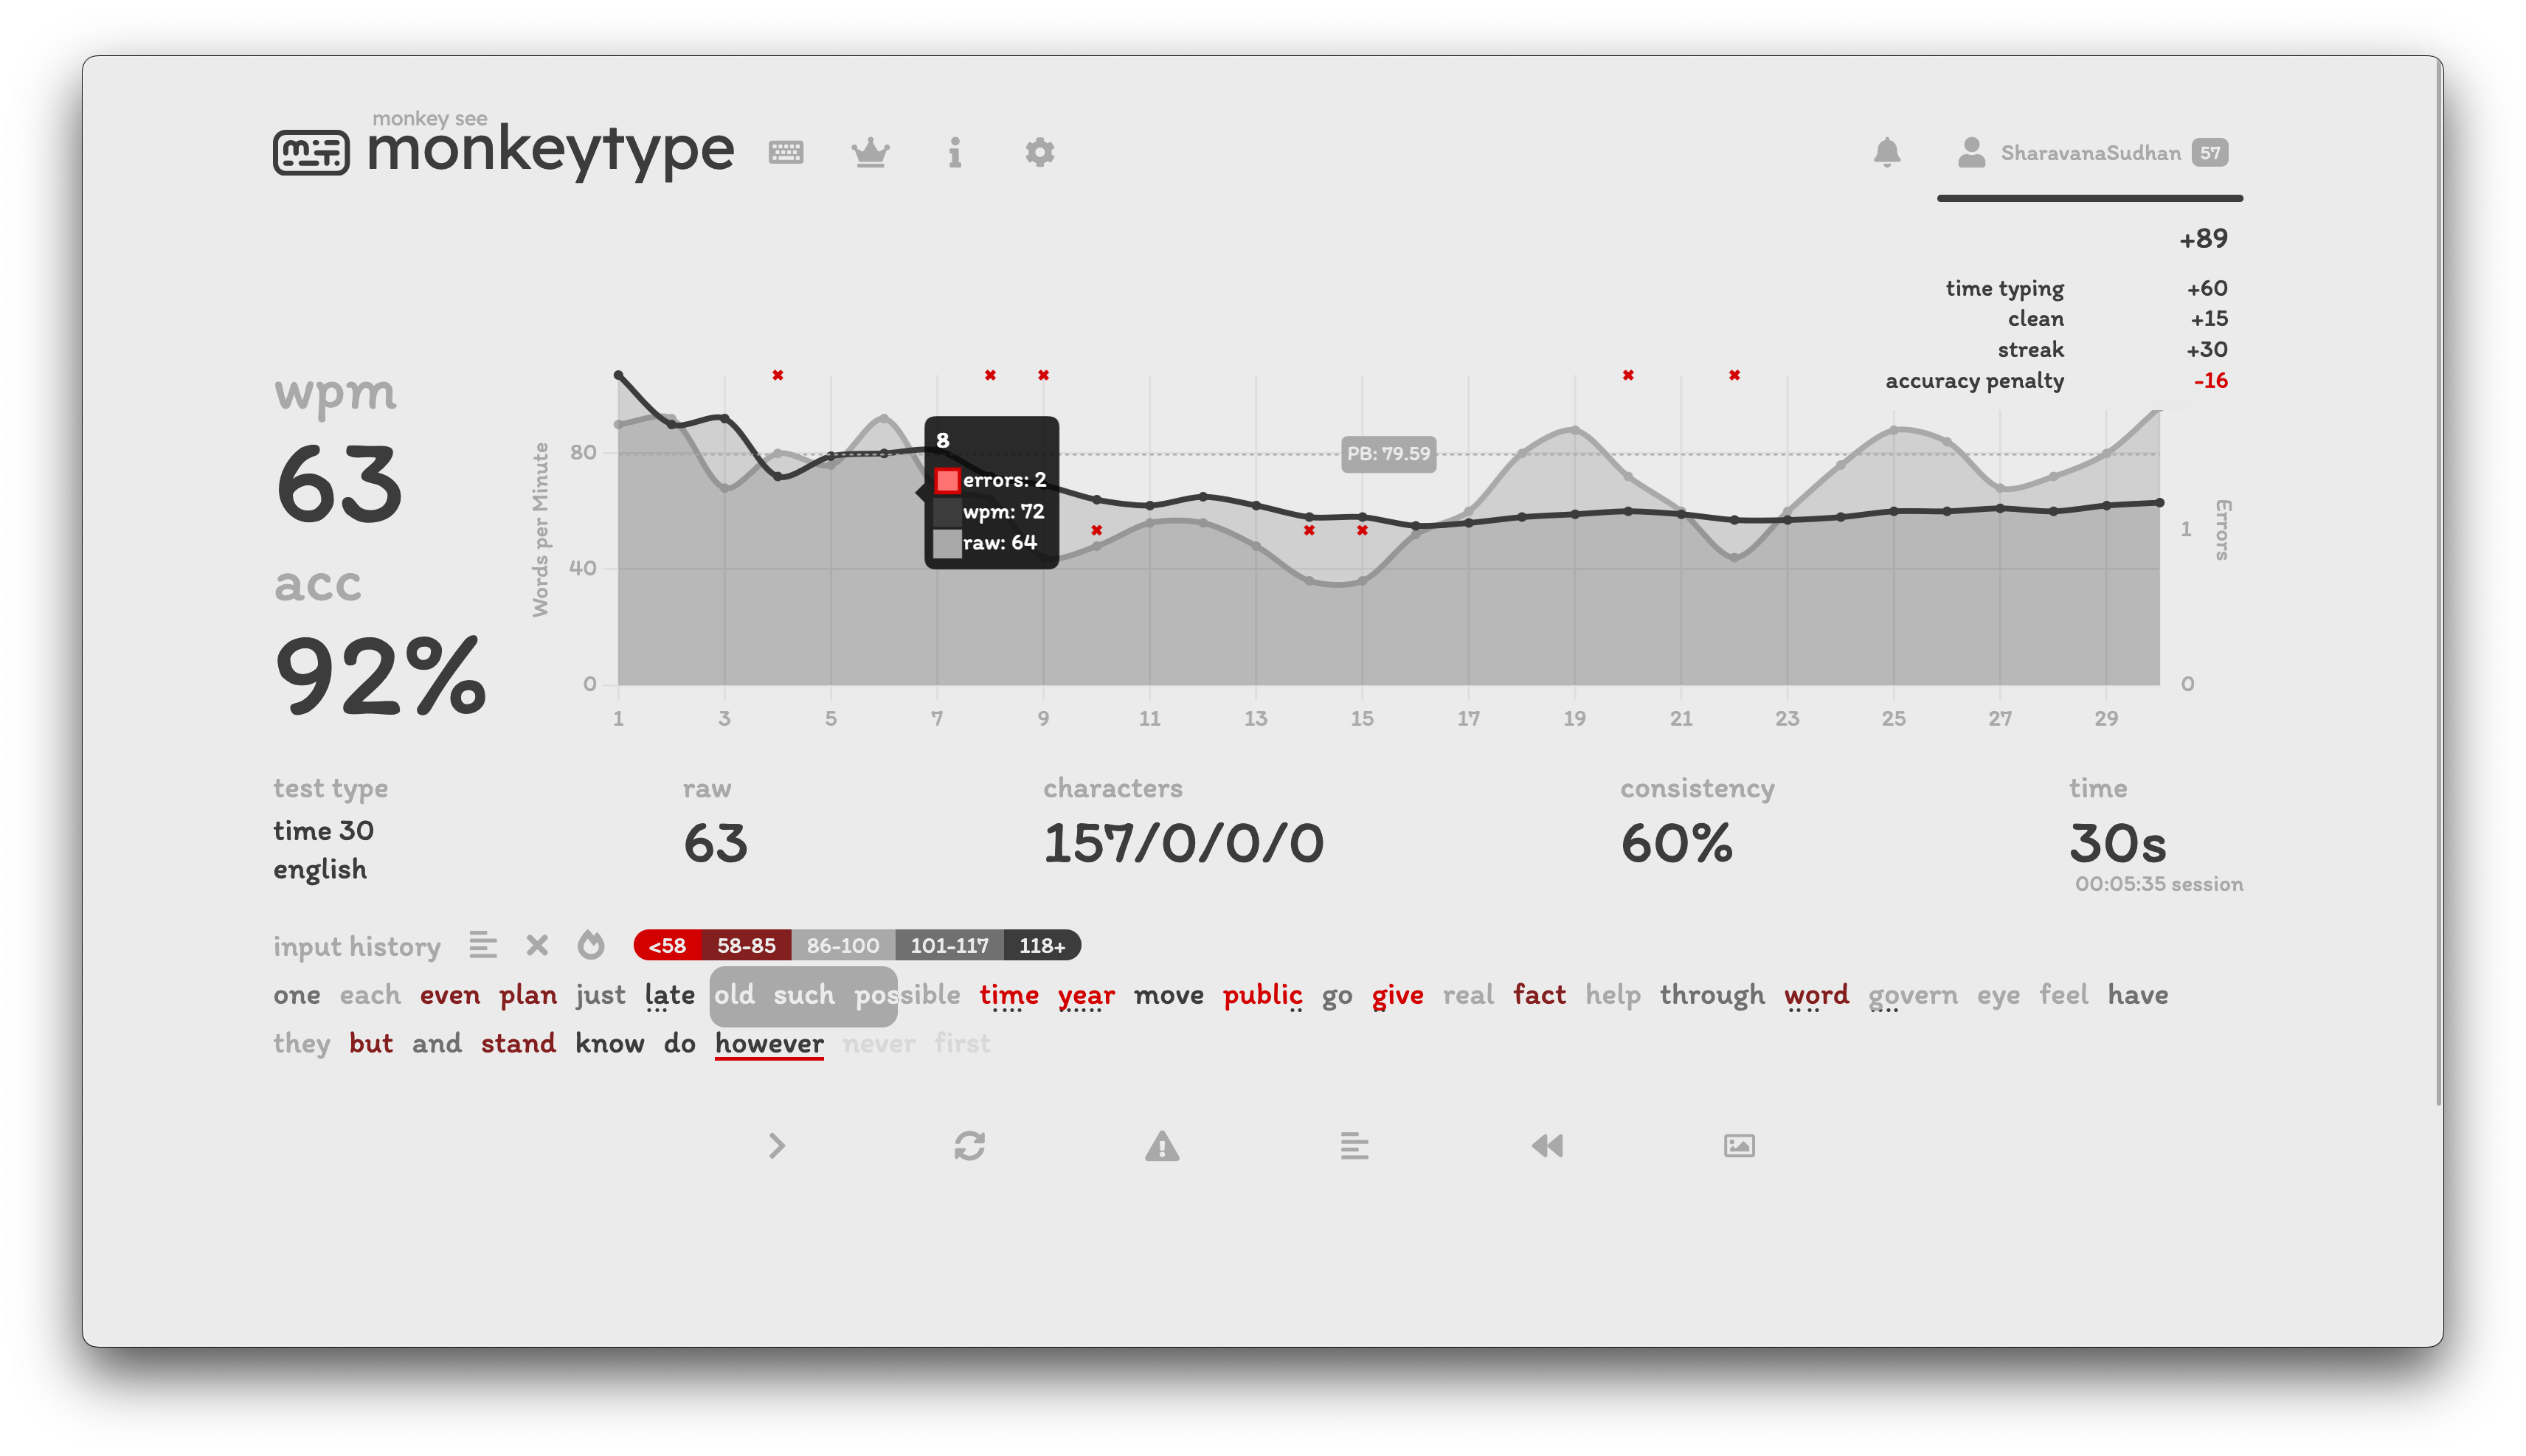 monkey see
monkeytype
SharavanaSudhan 57
+89
time typing +60
clean +15
streak +30
accuracy penalty -16
wpm
63
acc
92%
Words per Minute
80
40
0
PB: 79.59
8
errors: 2
wpm: 72
raw: 64
Errors
1
0
1 3 5 7 9 11 13 15 17 19 21 23 25 27 29
test type
time 30
english
raw
63
characters
157/0/0/0
consistency
60%
time
30s
00:05:35 session
input history <58 58-85 86-100 101-117 118+
one each even plan just late old such possible time year move public go give real fact help through word govern eye feel have
they but and stand know do however never first